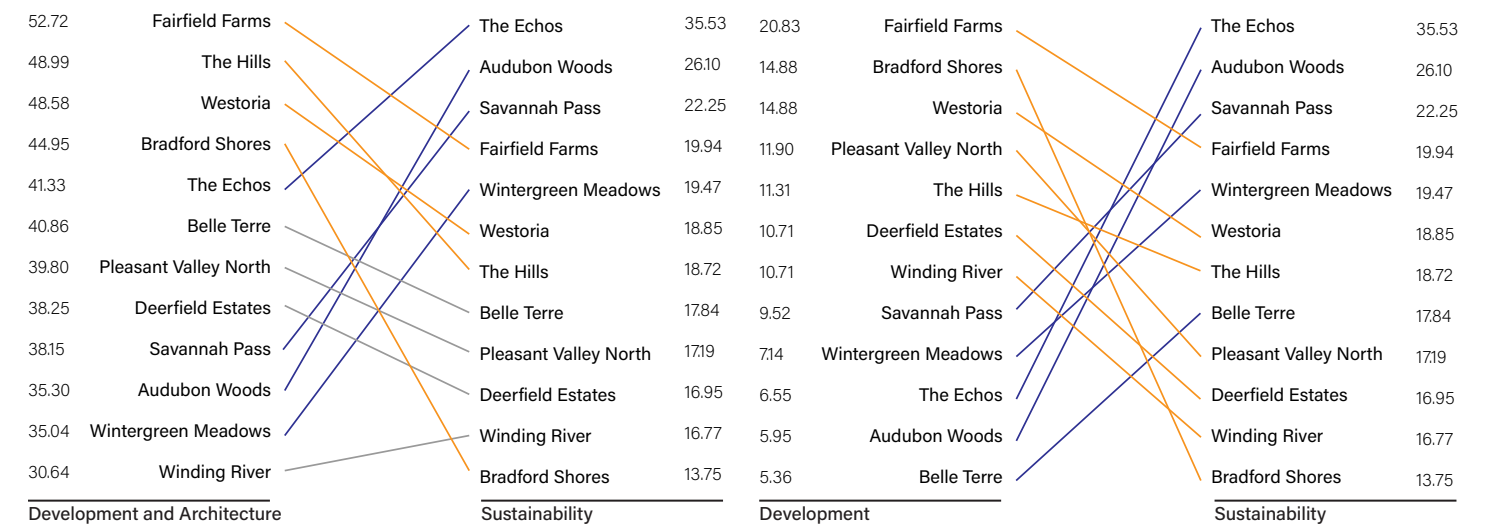 52.72 Fairfield Farms The Echos 35.53
48.99 The Hills Audubon Woods 26.10
48.58 Westoria Savannah Pass 22.25
44.95 Bradford Shores Fairfield Farms 19.94
41.33 The Echos Wintergreen Meadows 19.47
40.86 Belle Terre Westoria 18.85
39.80 Pleasant Valley North The Hills 18.72
38.25 Deerfield Estates Belle Terre 17.84
38.15 Savannah Pass Pleasant Valley North 17.19
35.30 Audubon Woods Deerfield Estates 16.95
35.04 Wintergreen Meadows Winding River 16.77
30.64 Winding River Bradford Shores 13.75
Development and Architecture Sustainability
20.83 Fairfield Farms The Echos 35.53
14.88 Bradford Shores Audubon Woods 26.10
14.88 Westoria Savannah Pass 22.25
11.90 Pleasant Valley North Fairfield Farms 19.94
11.31 The Hills Wintergreen Meadows 19.47
10.71 Deerfield Estates Westoria 18.85
10.71 Winding River The Hills 18.72
9.52 Savannah Pass Belle Terre 17.84
7.14 Wintergreen Meadows Pleasant Valley North 17.19
6.55 The Echos Deerfield Estates 16.95
5.95 Audubon Woods Winding River 16.77
5.36 Belle Terre Bradford Shores 13.75
Development Sustainability